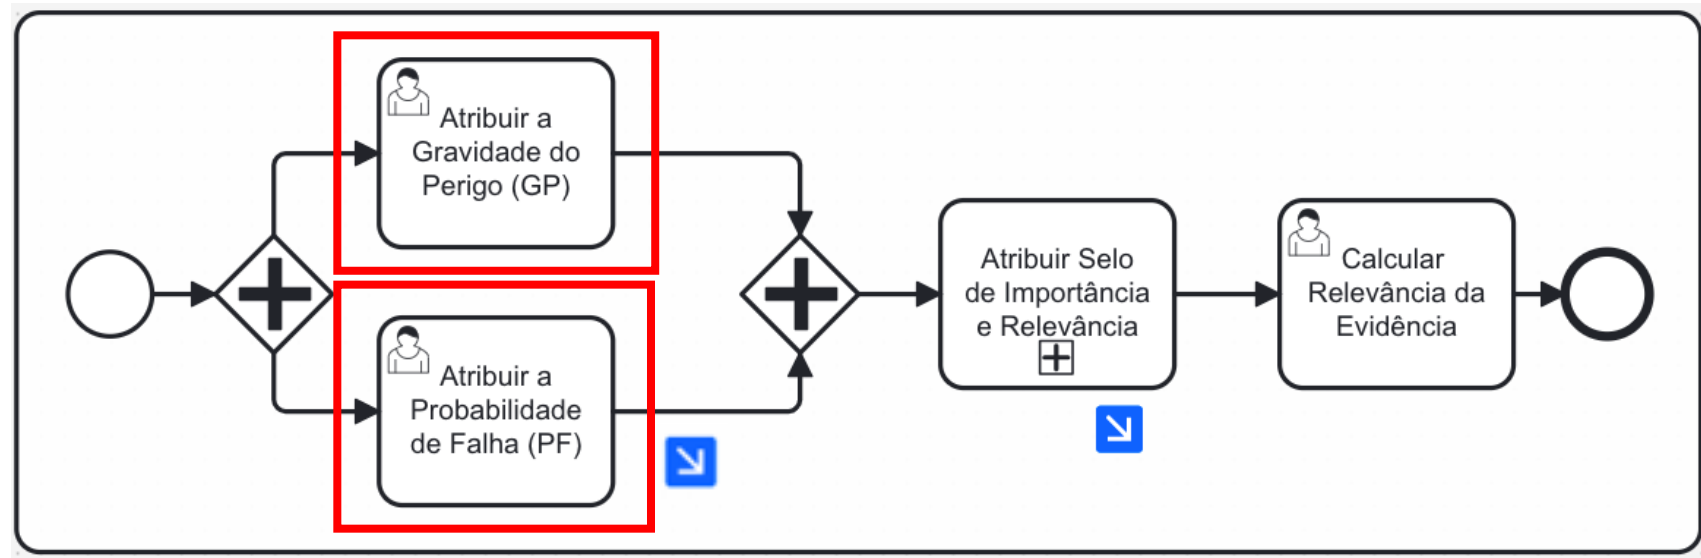 Atribuir a
Gravidade do
Perigo (GP)
Atribuir a
Probabilidade
de Falha (PF)
Atribuir Selo
de Importância
e Relevância
Calcular
Relevância da
Evidência